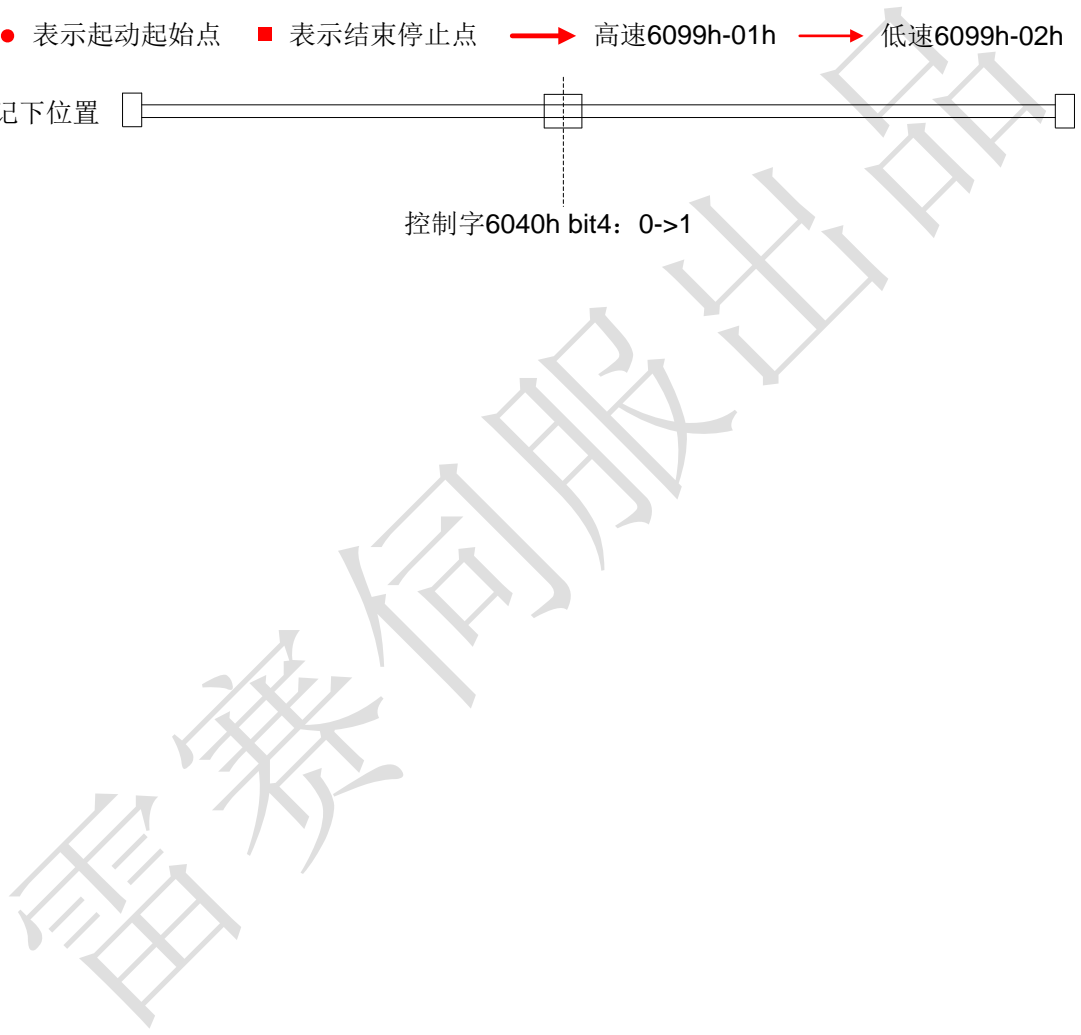 表示起动起始点 表示结束停止点 高速6099h-01h 低速6099h-02h
记下位置
控制字6040h bit4：0->1
雷赛伺服出品